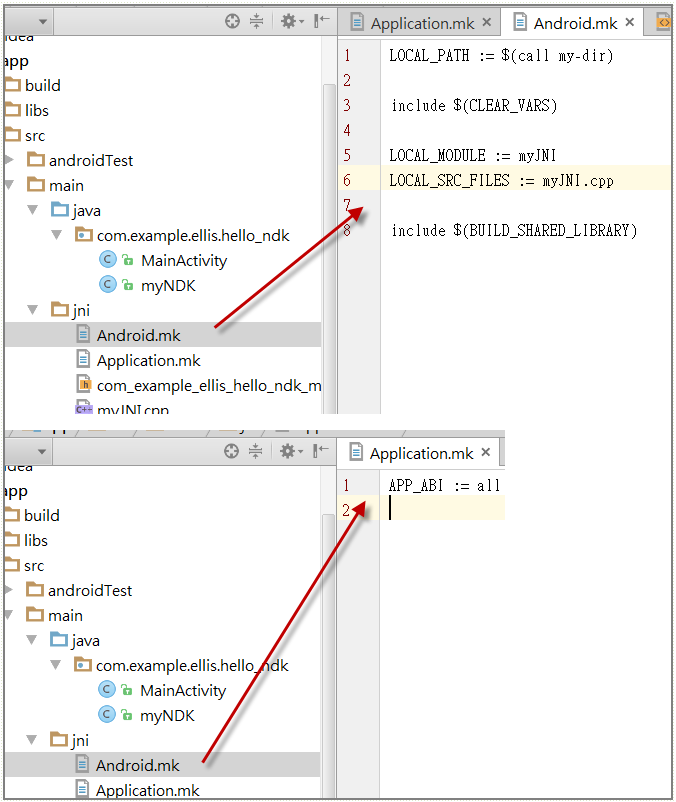 Application.mk
Android.mk
app
build
libs
src
androidTest
main
java
com.example.ellis.hello_ndk
MainActivity
myNDK
jni
Android.mk
Application.mk
com_example_ellis_hello_ndk_m
myJNI.cpp
1 LOCAL_PATH := $(call my-dir)
2
3 include $(CLEAR_VARS)
4
5 LOCAL_MODULE := myJNI
6 LOCAL_SRC_FILES := myJNI.cpp
7
8 include $(BUILD_SHARED_LIBRARY)
Application.mk
app
build
libs
src
androidTest
main
java
com.example.ellis.hello_ndk
MainActivity
myNDK
jni
Android.mk
Application.mk
1 APP_ABI := all
2